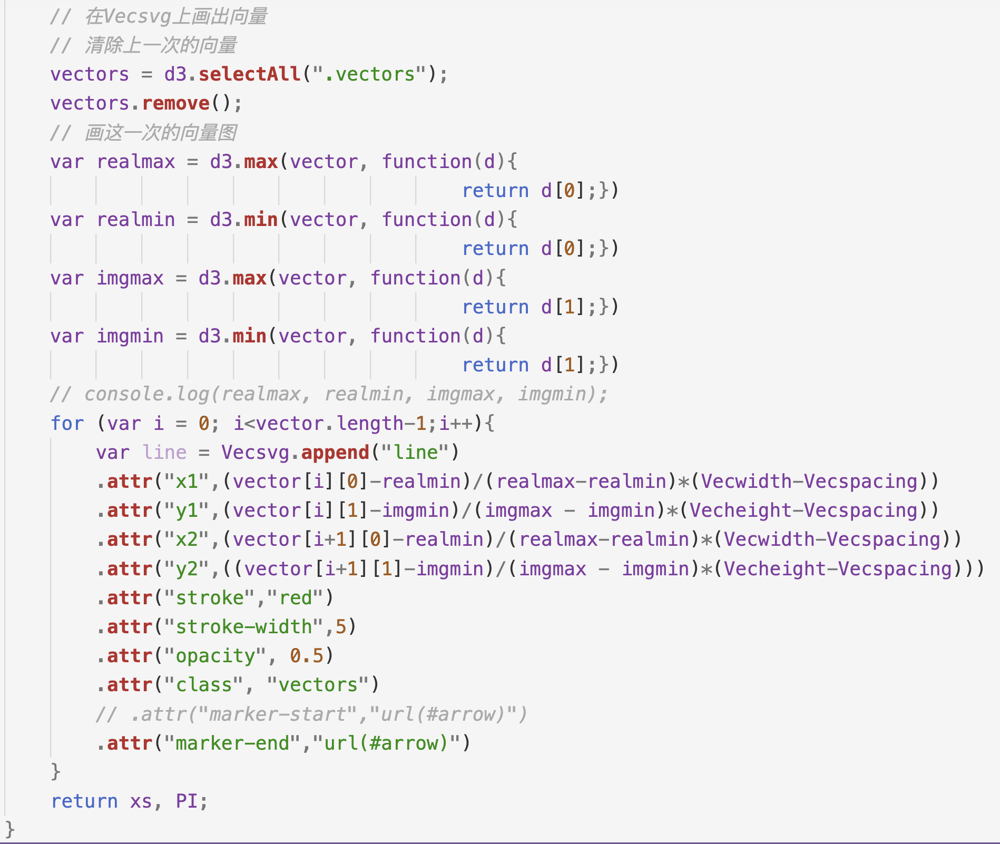 // 在Vecsvg上画出向量
// 清除上一次的向量
vectors = d3.selectAll(".vectors");
vectors.remove();
// 画这一次的向量图
var realmax = d3.max(vector, function(d){
return d[0];})
var realmin = d3.min(vector, function(d){
return d[0];})
var imgmax = d3.max(vector, function(d){
return d[1];})
var imgmin = d3.min(vector, function(d){
return d[1];})
// console.log(realmax, realmin, imgmax, imgmin);
for (var i = 0; i<vector.length-1;i++){
var line = Vecsvg.append("line")
.attr("x1",(vector[i][0]-realmin)/(realmax-realmin)*(Vecwidth-Vecspacing))
.attr("y1",(vector[i][1]-imgmin)/(imgmax - imgmin)*(Vecheight-Vecspacing))
.attr("x2",(vector[i+1][0]-realmin)/(realmax-realmin)*(Vecwidth-Vecspacing))
.attr("y2",((vector[i+1][1]-imgmin)/(imgmax - imgmin)*(Vecheight-Vecspacing)))
.attr("stroke","red")
.attr("stroke-width",5)
.attr("opacity", 0.5)
.attr("class", "vectors")
// .attr("marker-start","url(#arrow)")
.attr("marker-end","url(#arrow)")
}
return xs, PI;
}